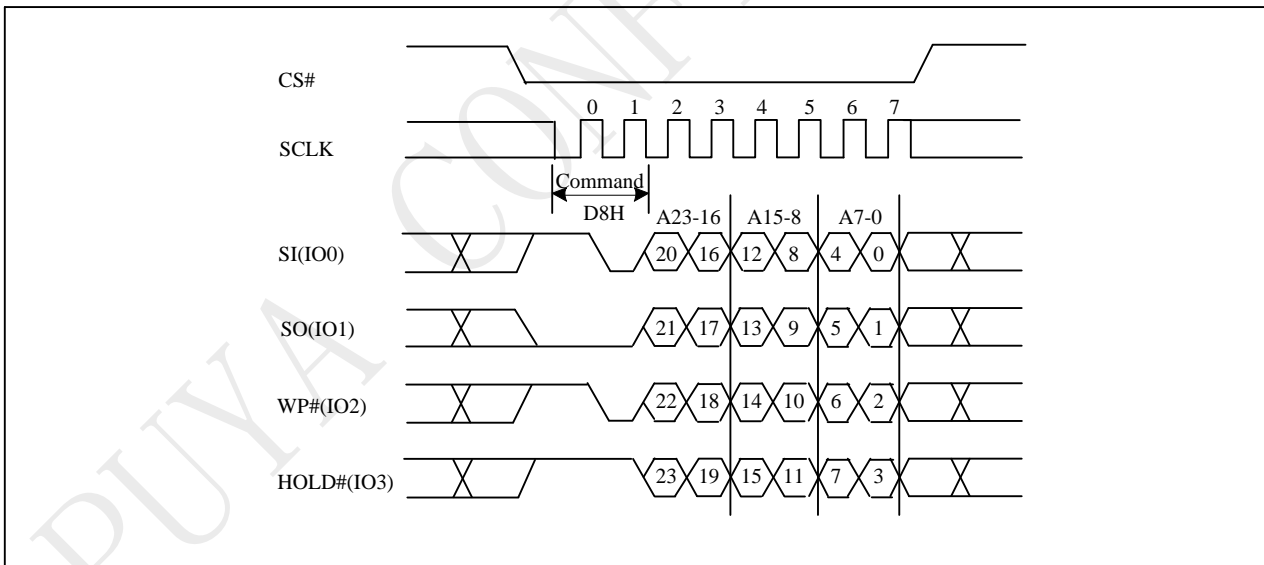 CS#
0 1 2 3 4 5 6 7
SCLK
Command
D8H
A23-16 A15-8 A7-0
SI(IO0) 20 16 12 8 4 0
SO(IO1) 21 17 13 9 5 1
WP#(IO2) 22 18 14 10 6 2
HOLD#(IO3) 23 19 15 11 7 3
PUYA CONF